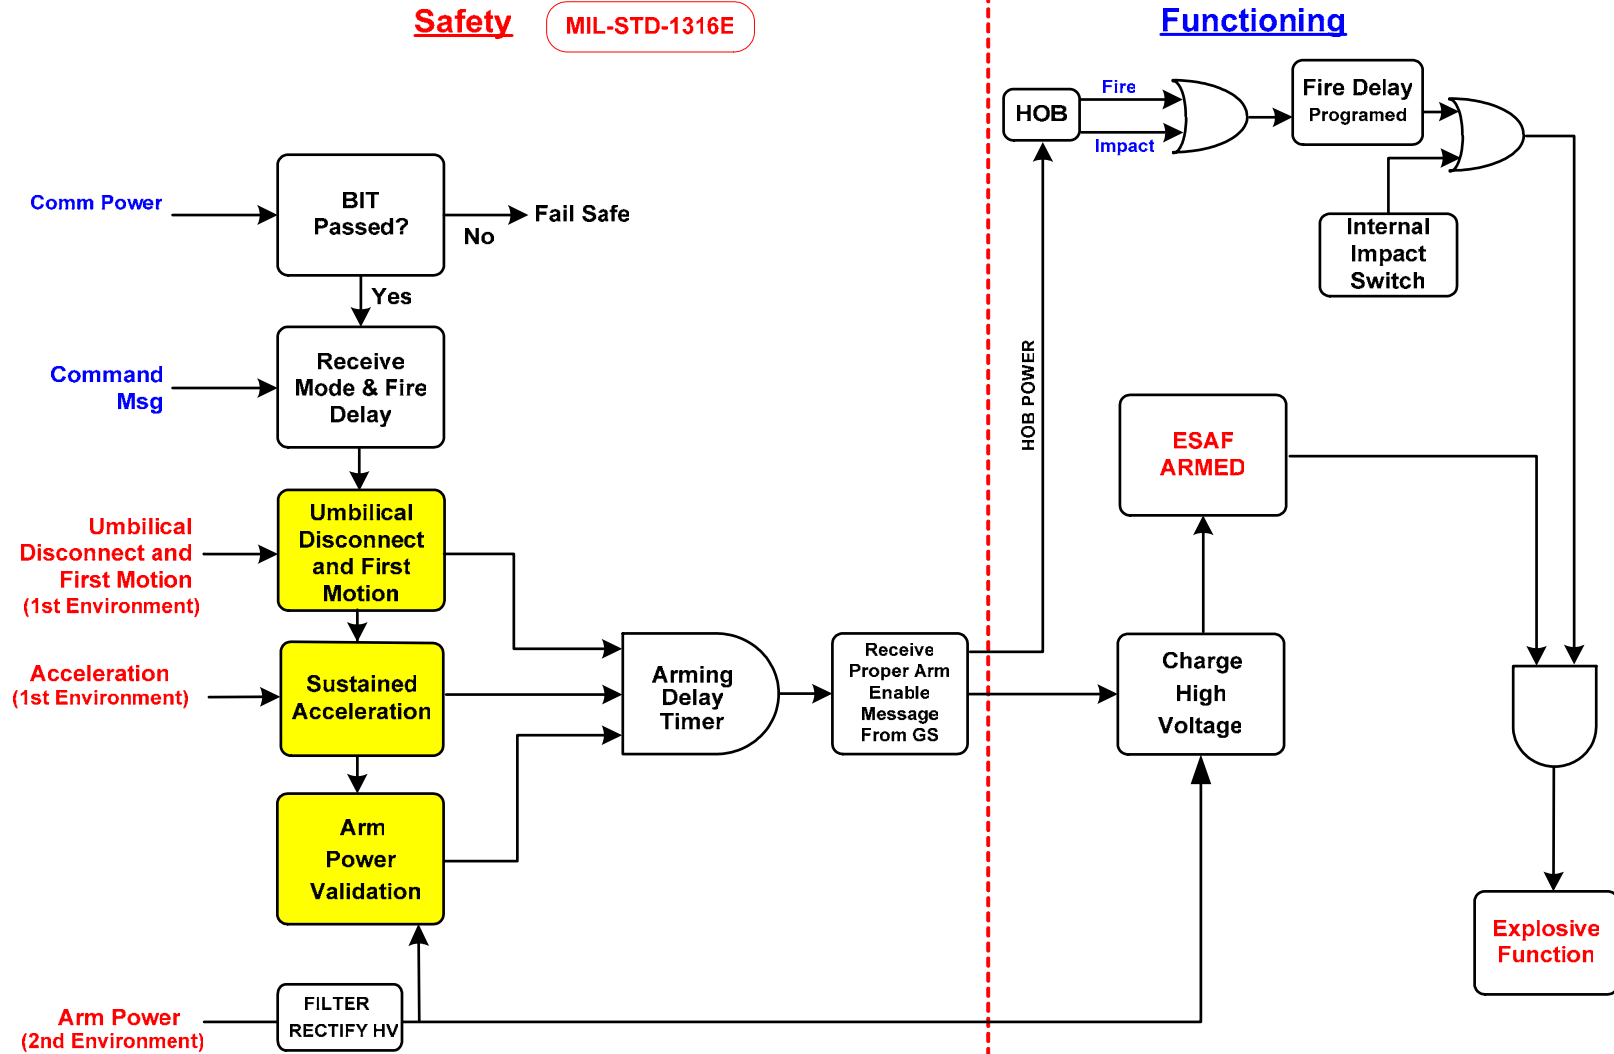 Safety
MIL-STD-1316E
Functioning
Comm Power
BIT
Passed?
No
Fail Safe
Yes
Command
Msg
Receive
Mode & Fire
Delay
Umbilical
Disconnect and
First Motion
(1st Environment)
Umbilical
Disconnect
and First
Motion
Acceleration
(1st Environment)
Sustained
Acceleration
Arm
Power
Validation
Arm Power
(2nd Environment)
FILTER
RECTIFY HV
Arming
Delay
Timer
Receive
Proper Arm
Enable
Message
From GS
HOB POWER
HOB
Fire
Impact
Fire Delay
Programed
Internal
Impact
Switch
ESAF
ARMED
Charge
High
Voltage
Explosive
Function